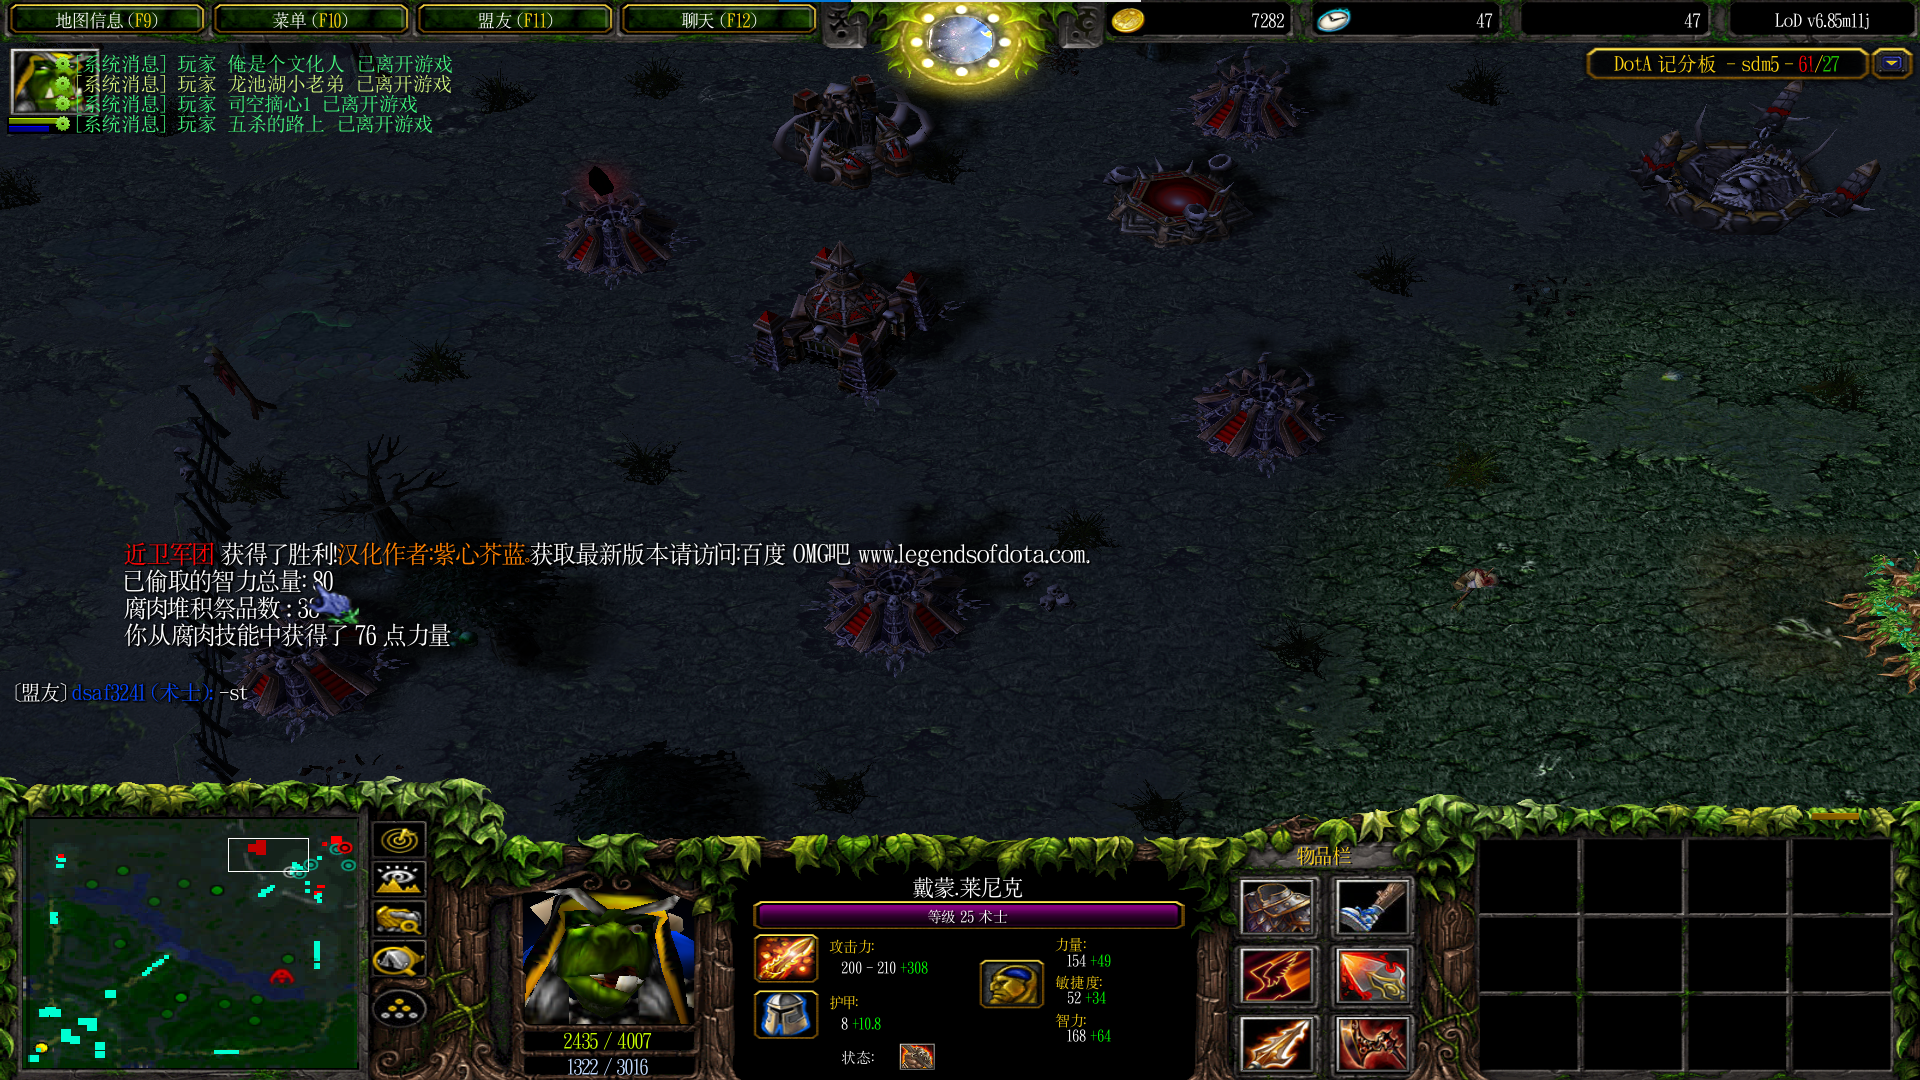 地图信息 (F9)
菜单 (F10)
盟友 (F11)
聊天 (F12)
7282
47
47
LoD v6.85m11j
[系统消息] 玩家 俺是个文化人 已离开游戏
[系统消息] 玩家 龙池湖小老弟 已离开游戏
[系统消息] 玩家 司空摘心1 已离开游戏
[系统消息] 玩家 五杀的路上 已离开游戏
DotA 记分板 - sdm5 - 61/27
近卫军团 获得了胜利!汉化作者:紫心芥蓝。获取最新版本请访问:百度 OMG吧 www.legendsofdota.com.
已偷取的智力总量: 80
腐肉堆积祭品数 : 38
你从腐肉技能中获得了 76 点力量
[盟友] dsaf3241 (术士): -st
戴蒙.莱尼克
等级 25 术士
攻击力:
200 - 210 +308
护甲:
8 +10.8
状态:
力量:
154 +49
敏捷度:
52 +34
智力:
168 +64
2435 / 4007
1322 / 3016
物品栏